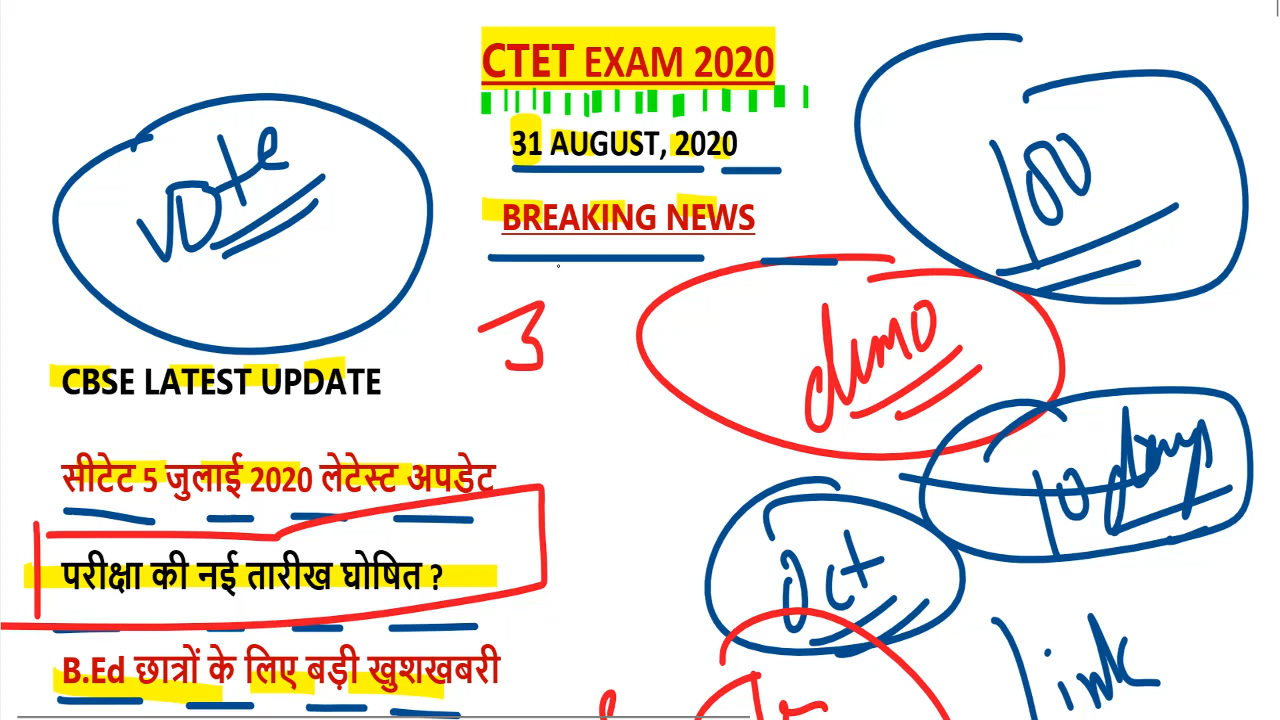 CTET EXAM 2020
31 AUGUST, 2020
BREAKING NEWS
vote
100
3
demo
CBSE LATEST UPDATE
सीटेट 5 जुलाई 2020 लेटेस्ट अपडेट
10 days
परीक्षा की नई तारीख घोषित ?
Oct
B.Ed छात्रों के लिए बड़ी खुशखबरी
link